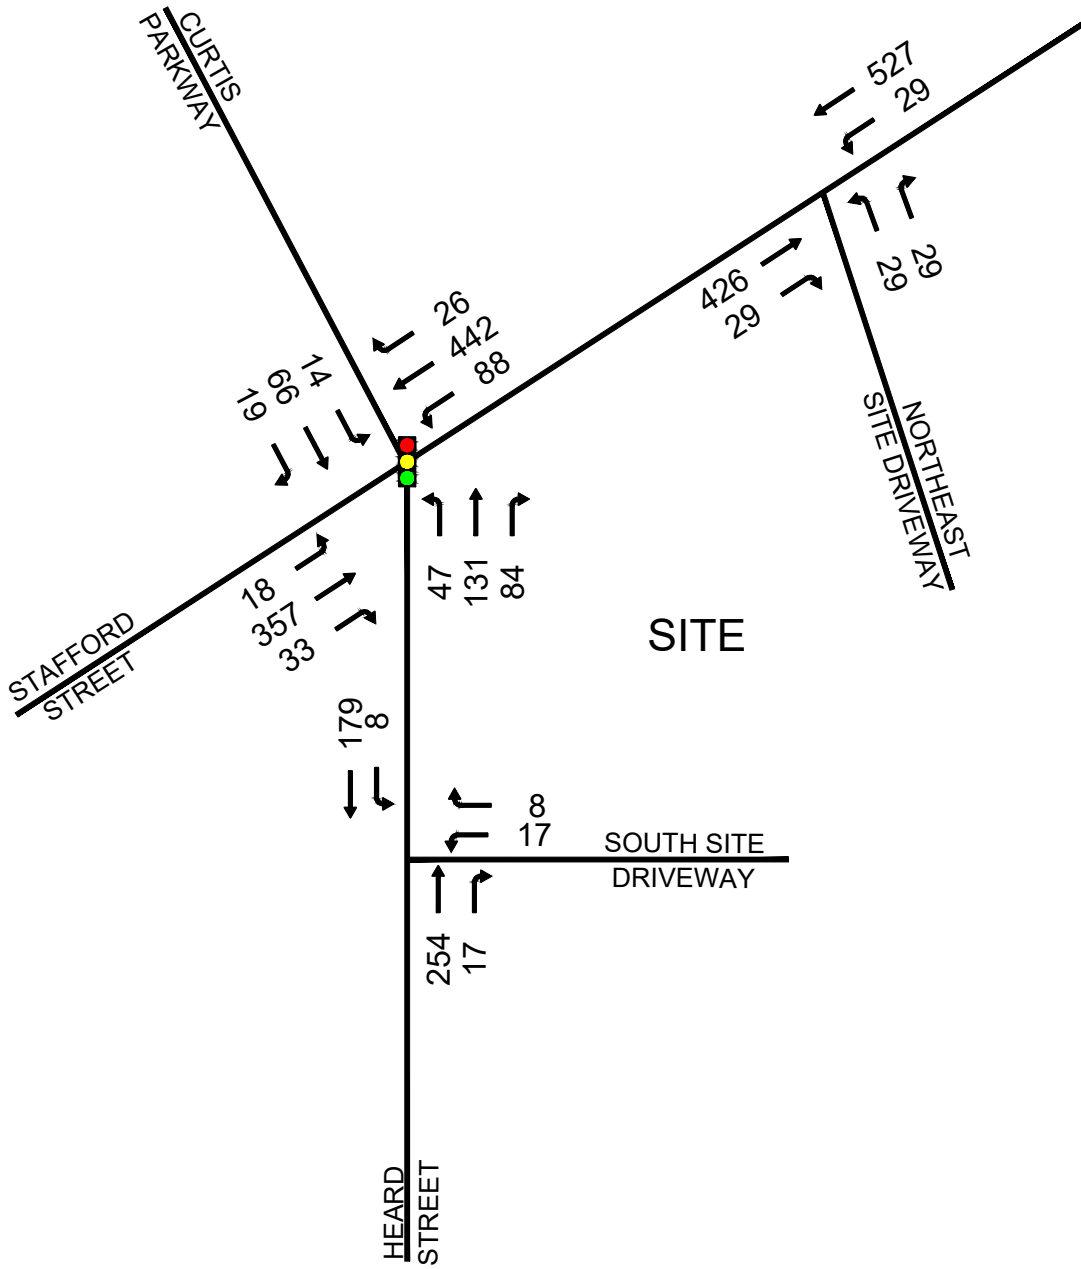 CURTIS
PARKWAY
527
29
29
29
426
29
26
442
88
14
66
19
NORTHEAST
SITE DRIVEWAY
47
131
84
18
357
33
SITE
STAFFORD
STREET
179
8
8
17
SOUTH SITE
DRIVEWAY
254
17
HEARD
STREET